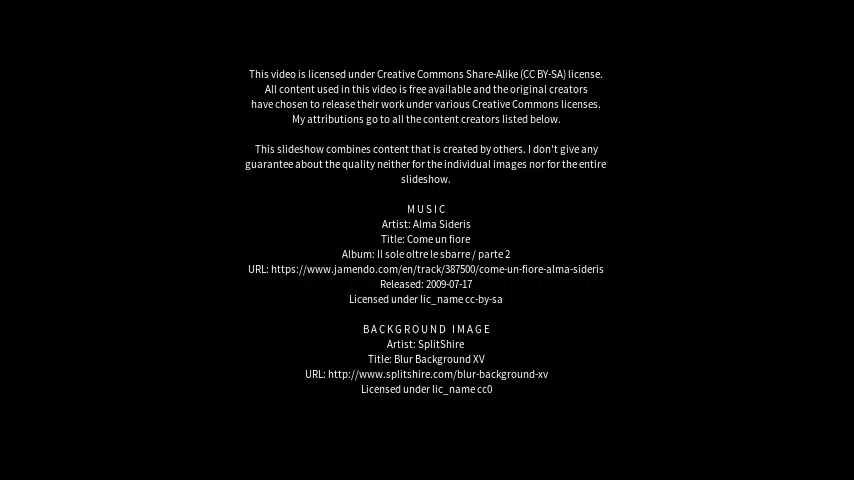 This video is licensed under Creative Commons Share-Alike (CC BY-SA) license.
All content used in this video is free available and the original creators
have chosen to release their work under various Creative Commons licenses.
My attributions go to all the content creators listed below.
This slideshow combines content that is created by others. I don't give any
guarantee about the quality neither for the individual images nor for the entire
slideshow.
MUSIC
Artist: Alma Sideris
Title: Come un fiore
Album: Il sole oltre le sbarre / parte 2
URL: https://www.jamendo.com/en/track/387500/come-un-fiore-alma-sideris
Released: 2009-07-17
Licensed under lic_name cc-by-sa
BACKGROUND IMAGE
Artist: SplitShire
Title: Blur Background XV
URL: http://www.splitshire.com/blur-background-xv
Licensed under lic_name cc0